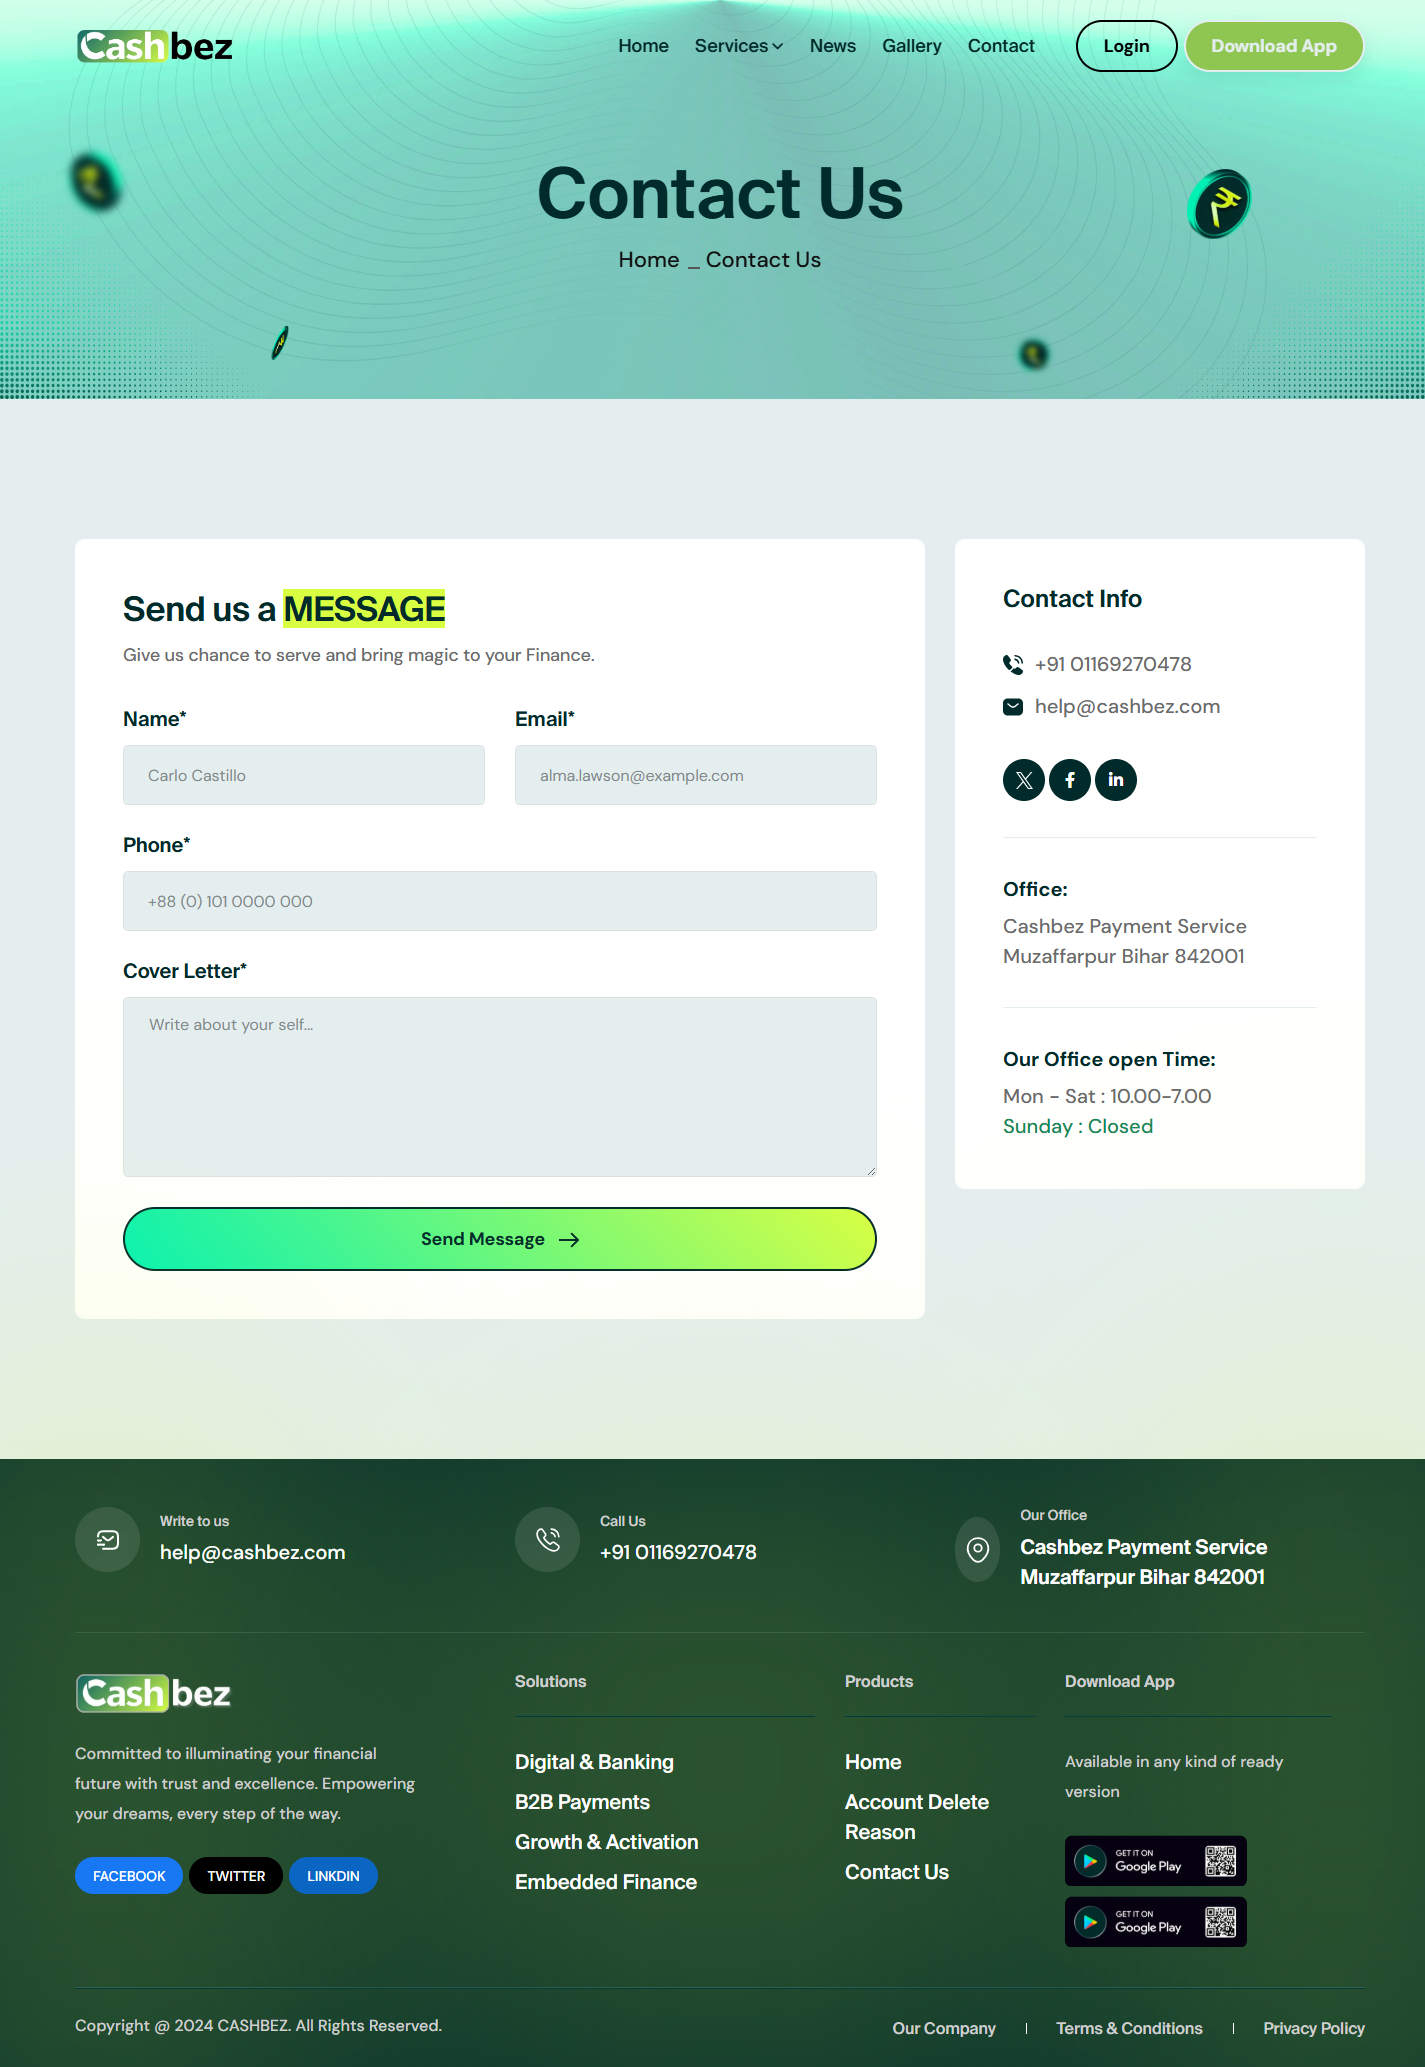 Cashbez
Home
Services
News
Gallery
Contact
Login
Download App
Contact Us
Home _ Contact Us
Send us a MESSAGE
Give us chance to serve and bring magic to your Finance.
Name*
Email*
Carlo Castillo
alma.lawson@example.com
Phone*
+88 (0) 101 0000 000
Cover Letter*
Write about your self...
Send Message
Contact Info
+91 01169270478
help@cashbez.com
Office:
Cashbez Payment Service
Muzaffarpur Bihar 842001
Our Office open Time:
Mon - Sat : 10.00-7.00
Sunday : Closed
Write to us
help@cashbez.com
Call Us
+91 01169270478
Our Office
Cashbez Payment Service
Muzaffarpur Bihar 842001
Cashbez
Committed to illuminating your financial
future with trust and excellence. Empowering
your dreams, every step of the way.
FACEBOOK
TWITTER
LINKDIN
Solutions
Digital & Banking
B2B Payments
Growth & Activation
Embedded Finance
Products
Home
Account Delete
Reason
Contact Us
Download App
Available in any kind of ready
version
GET IT ON
Google Play
GET IT ON
Google Play
Copyright @ 2024 CASHBEZ. All Rights Reserved.
Our Company
Terms & Conditions
Privacy Policy